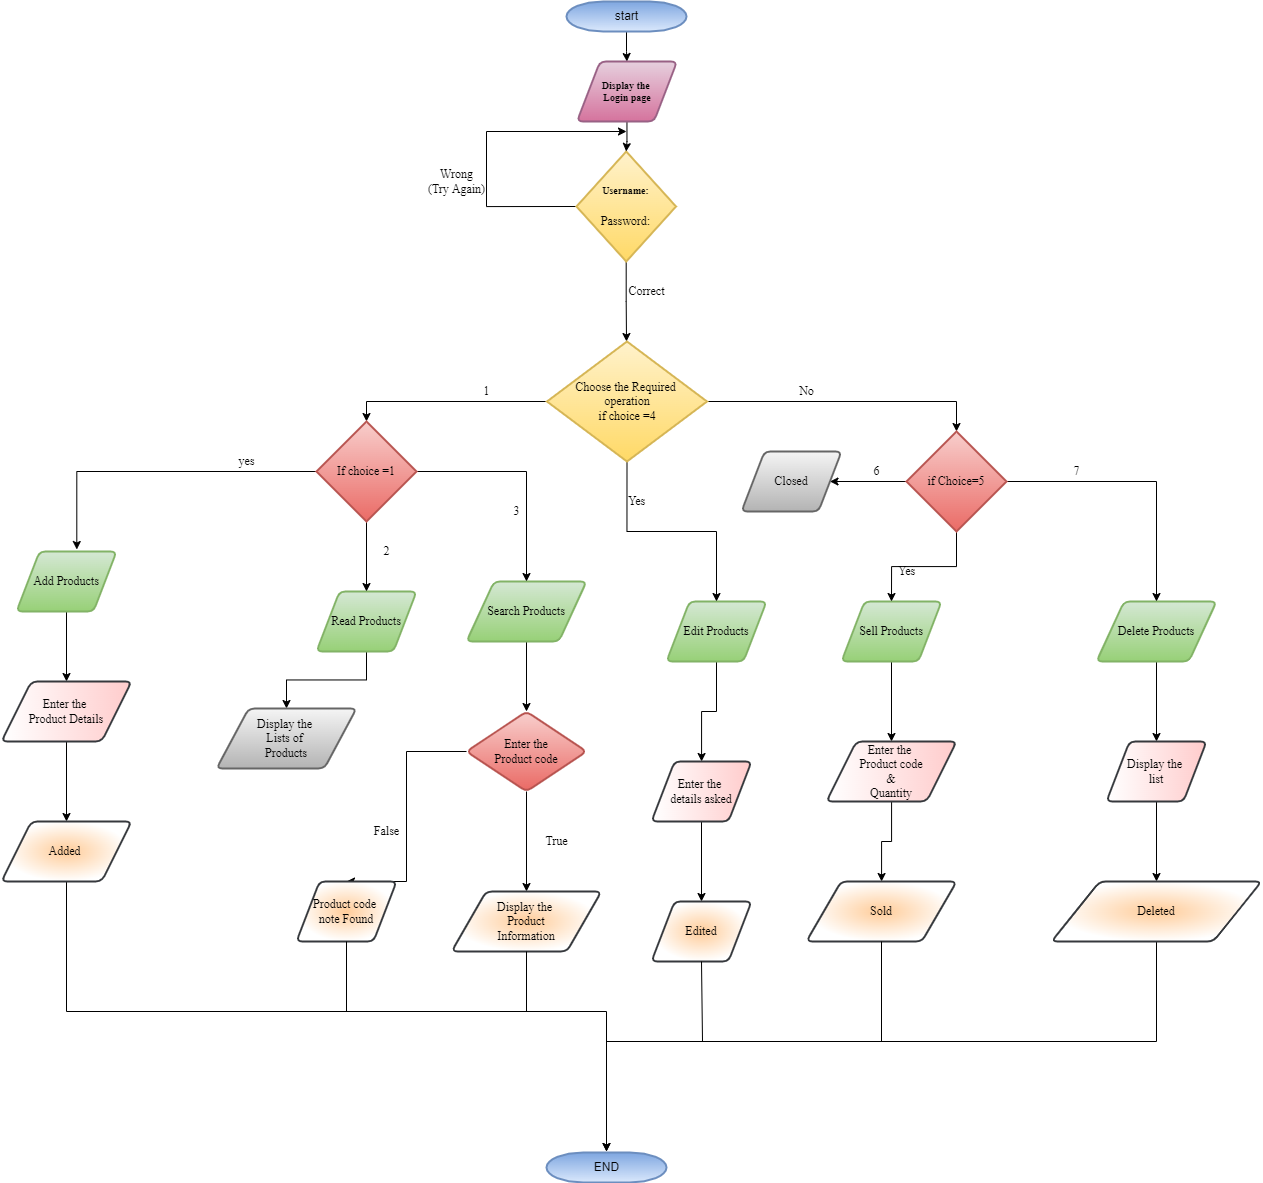 start
Display the
Login page
Wrong
(Try Again)
Username:
Password:
Correct
Choose the Required
operation
if choice =4
1
No
If choice =1
yes
2
3
Yes
if Choice=5
6
7
Closed
Yes
Add Products
Read Products
Search Products
Edit Products
Sell Products
Delete Products
Enter the
Product Details
Display the
Lists of
Products
Enter the
Product code
Enter the
details asked
Enter the
Product code
&
Quantity
Display the
list
False
True
Added
Product code
note Found
Display the
Product
Information
Edited
Sold
Deleted
END